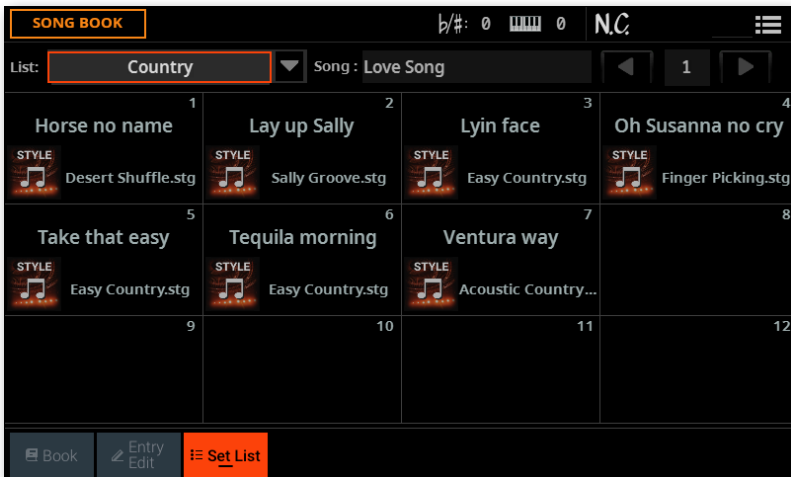 SONG BOOK
♭/#: 0
0
N.C.
List:
Country
Song : Love Song
1
1
2
3
4
Horse no name
Lay up Sally
Lyin face
Oh Susanna no cry
STYLE
Desert Shuffle.stg
STYLE
Sally Groove.stg
STYLE
Easy Country.stg
STYLE
Finger Picking.stg
5
6
7
8
Take that easy
Tequila morning
Ventura way
STYLE
Easy Country.stg
STYLE
Easy Country.stg
STYLE
Acoustic Country...
9
10
11
12
Book
Entry
Edit
Set List